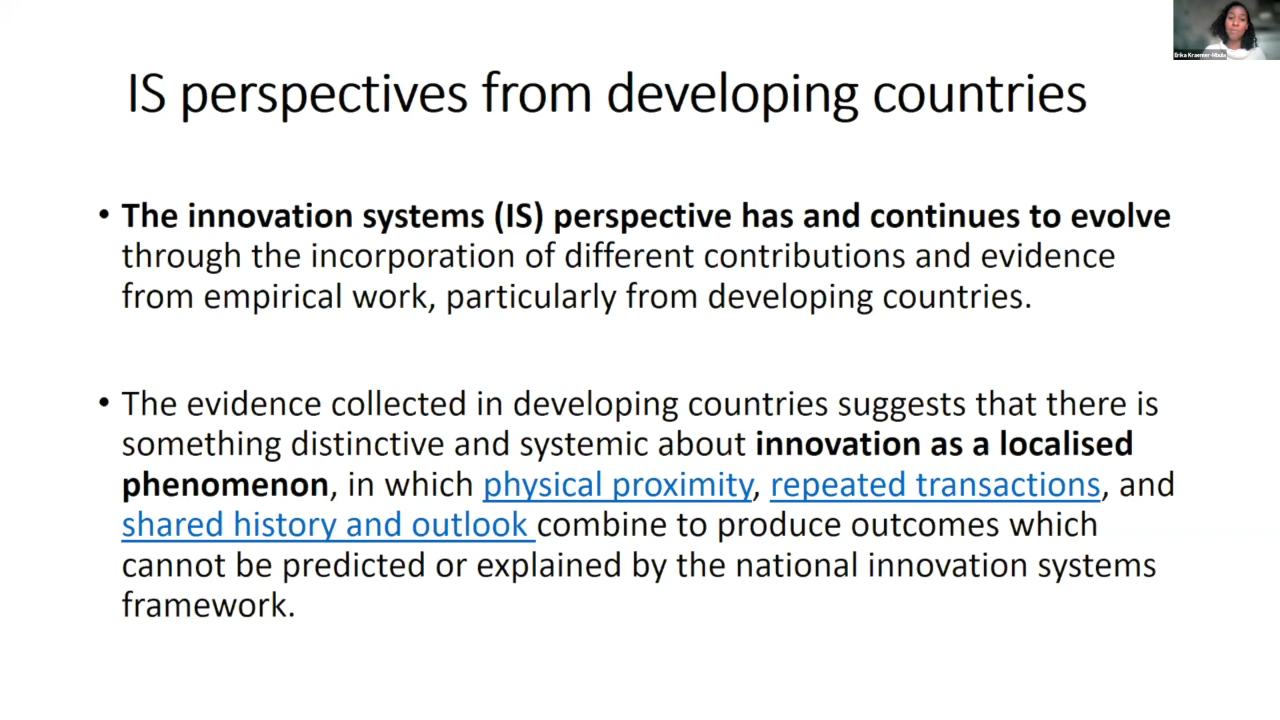 Erika Kraemer-Mbula
IS perspectives from developing countries
• The innovation systems (IS) perspective has and continues to evolve
through the incorporation of different contributions and evidence
from empirical work, particularly from developing countries.
• The evidence collected in developing countries suggests that there is
something distinctive and systemic about innovation as a localised
phenomenon, in which physical proximity, repeated transactions, and
shared history and outlook combine to produce outcomes which
cannot be predicted or explained by the national innovation systems
framework.